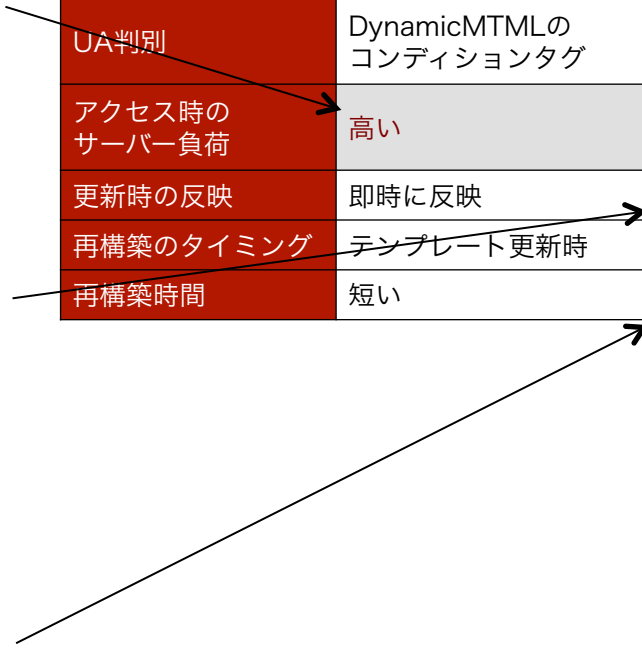 UA判別
DynamicMTMLの
コンディションタグ
アクセス時の
サーバー負荷
高い
更新時の反映
即時に反映
再構築のタイミング
テンプレート更新時
再構築時間
短い